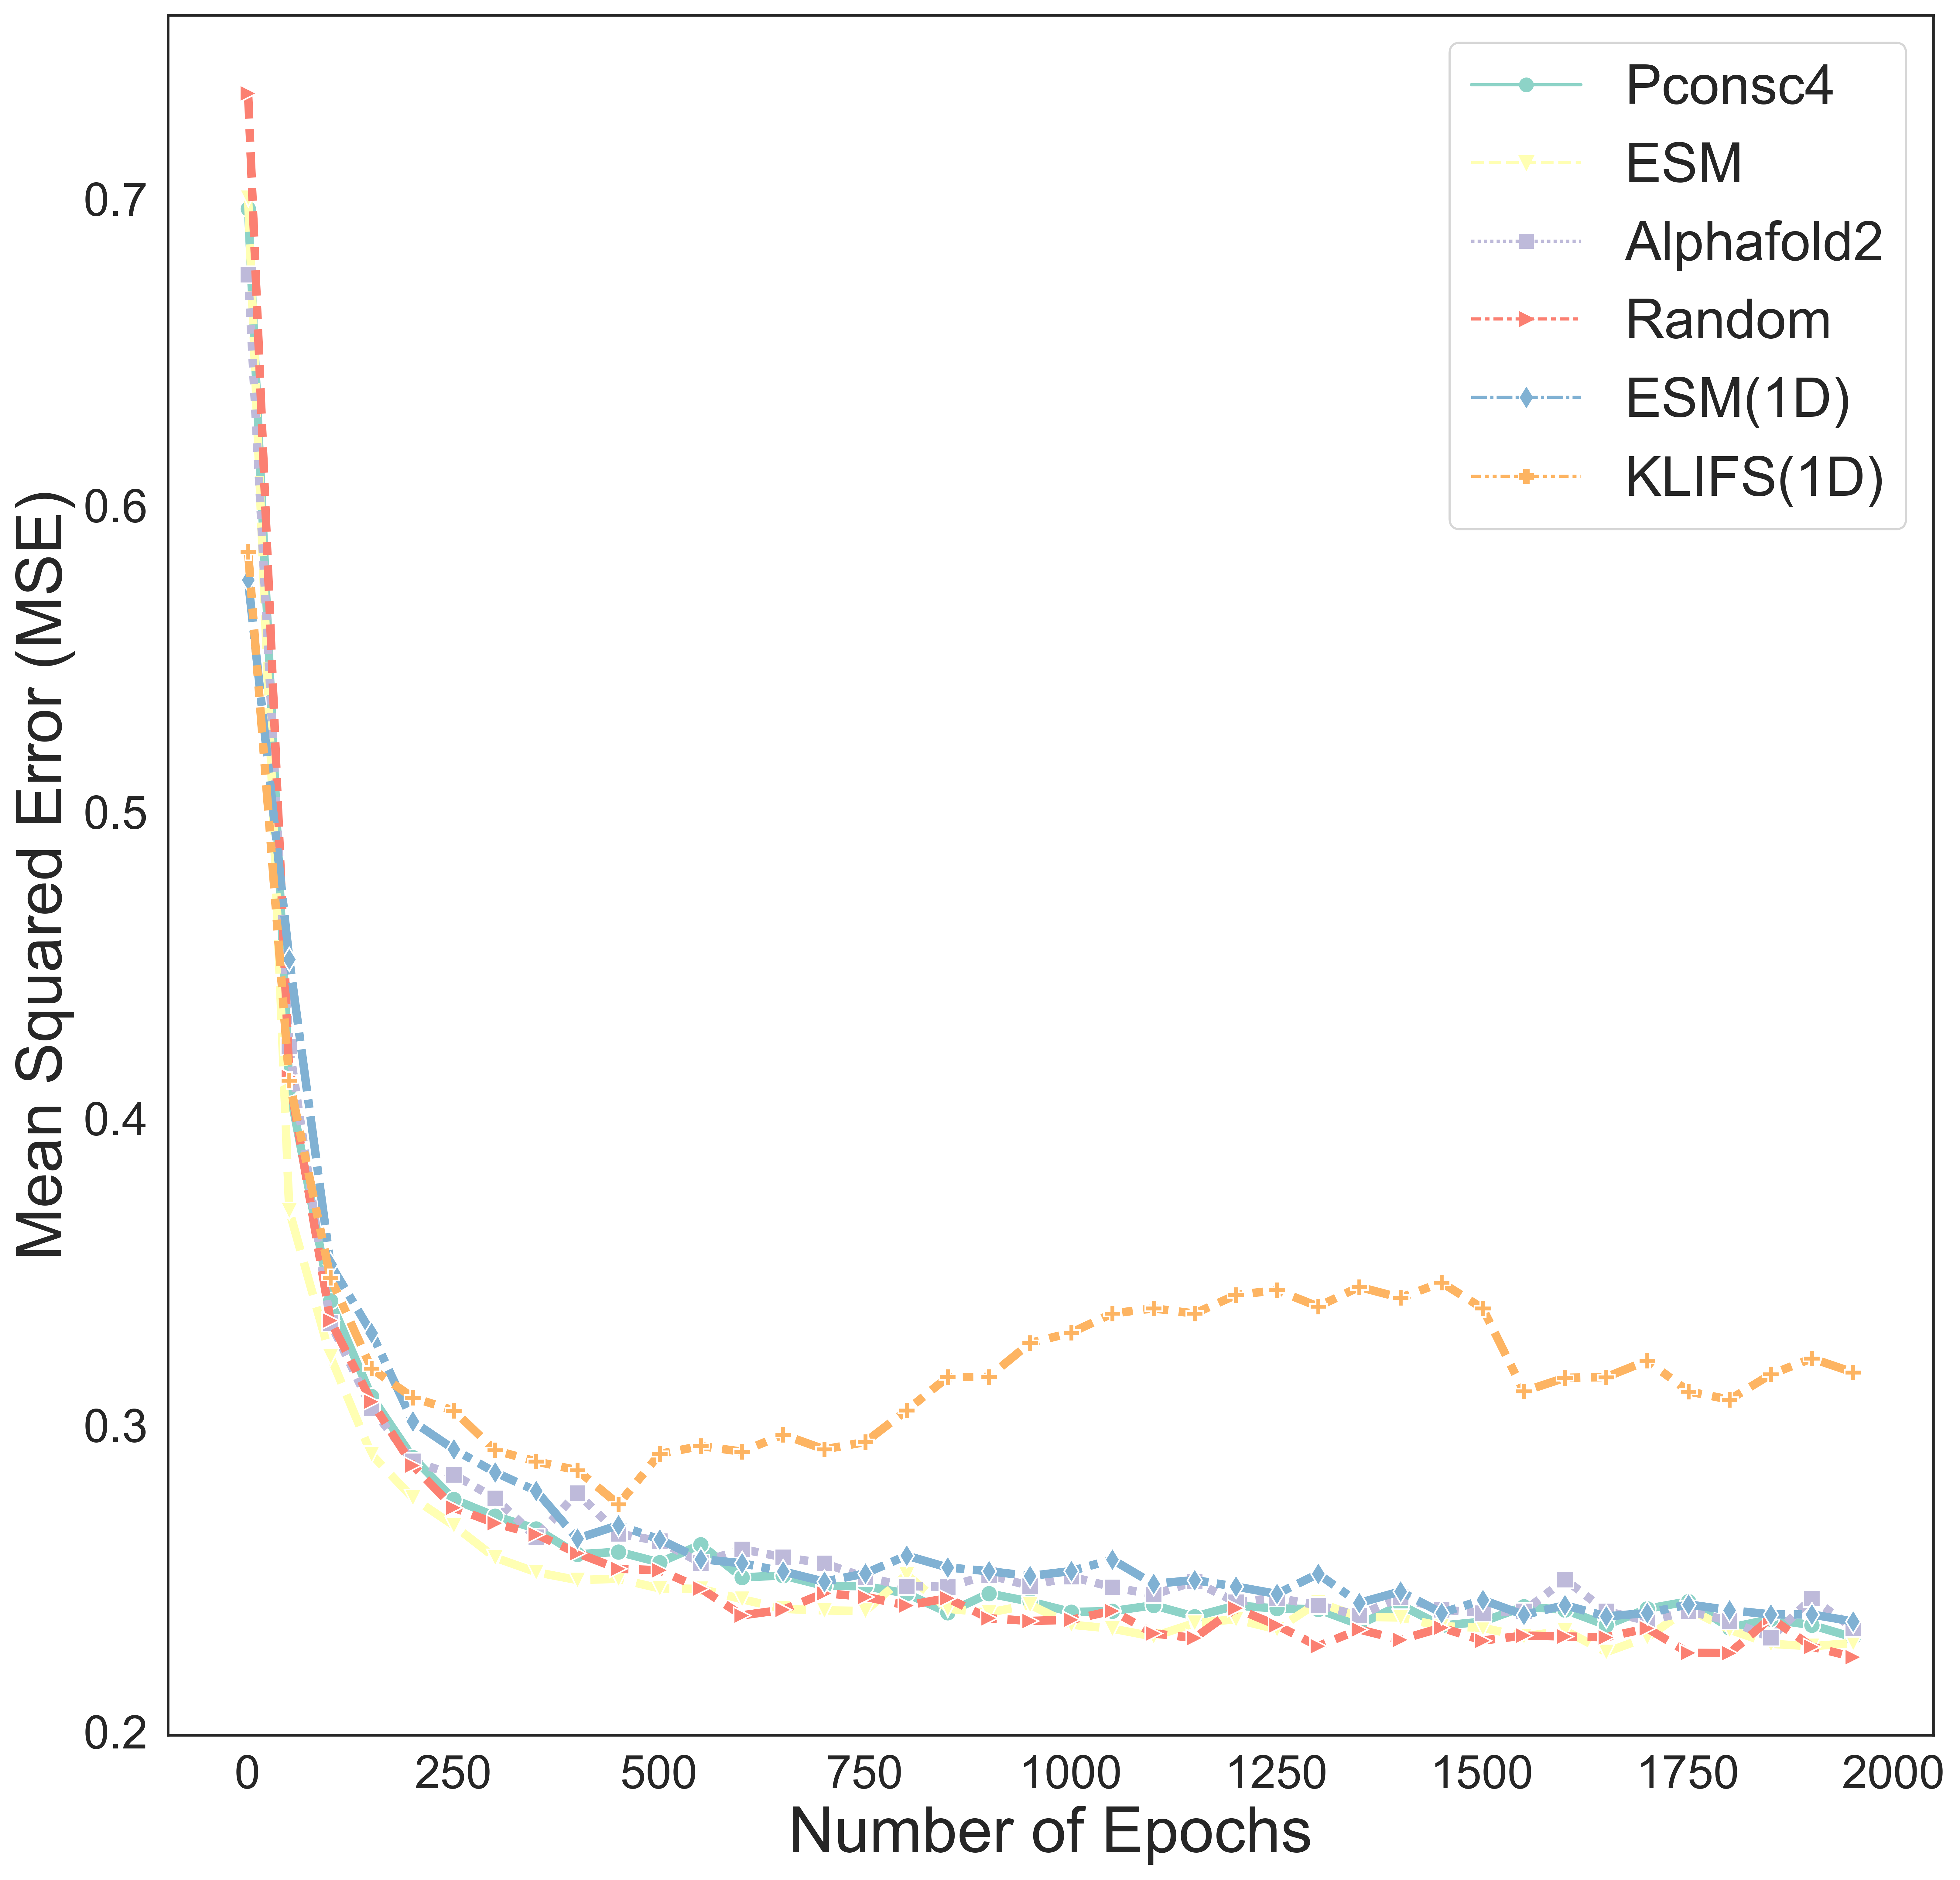 Pconsc4
ESM
Alphafold2
Random
ESM(1D)
KLIFS(1D)
Mean Squared Error (MSE)
0.7
0.6
0.5
0.4
0.3
0.2
0 250 500 750 1000 1250 1500 1750 2000
Number of Epochs